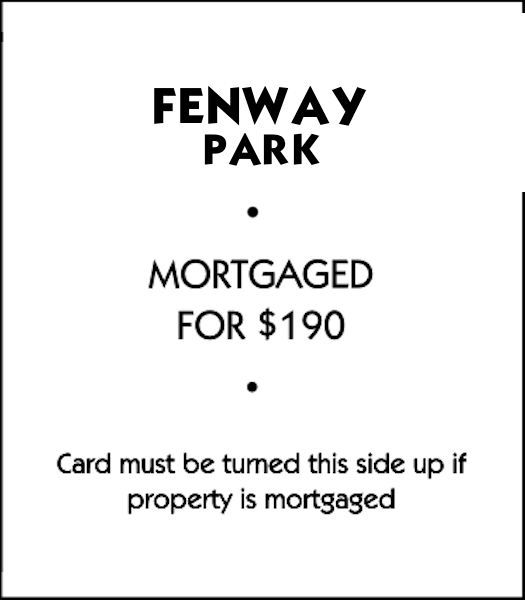 FENWAY
PARK
•
MORTGAGED
FOR $190
•
Card must be turned this side up if
property is mortgaged